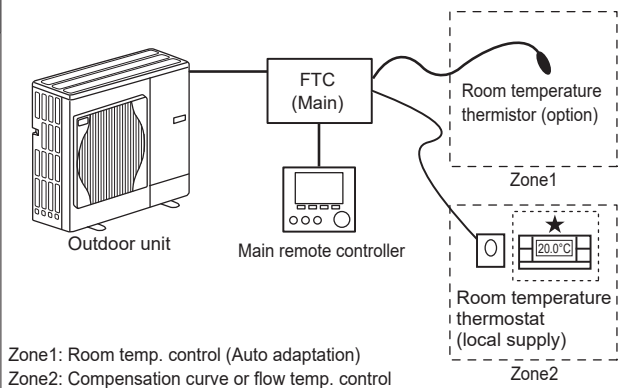 FTC
(Main)
Room temperature
thermistor (option)
Zone1
Outdoor unit
Main remote controller
20.0°C
Room temperature
thermostat
(local supply)
Zone2
Zone1: Room temp. control (Auto adaptation)
Zone2: Compensation curve or flow temp. control